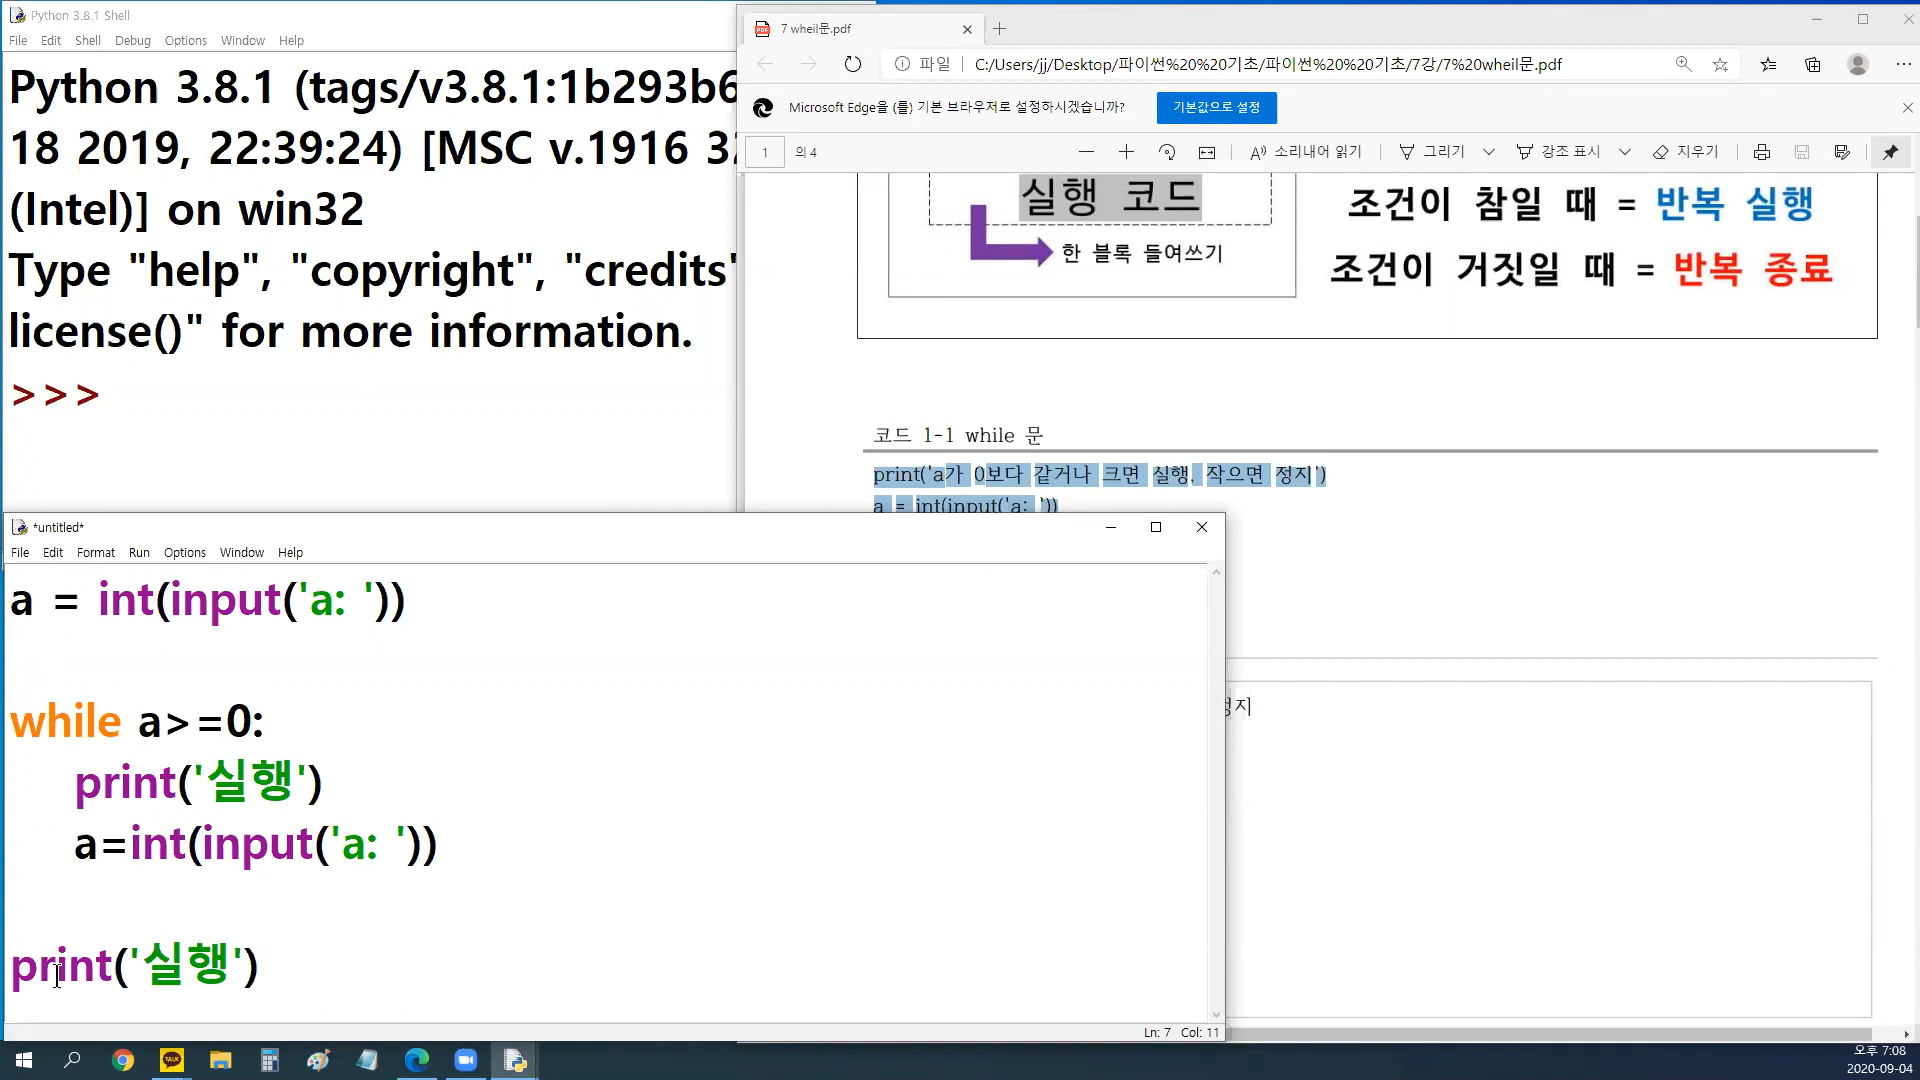 Python 3.8.1 Shell
File Edit Shell Debug Options Window Help
Python 3.8.1 (tags/v3.8.1:1b293b6
18 2019, 22:39:24) [MSC v.1916 32
(Intel)] on win32
Type "help", "copyright", "credits"
license()" for more information.
>>>
7 wheil문.pdf
파일 C:/Users/jj/Desktop/파이썬%20%20기초/파이썬%20%20기초/7강/7%20wheil문.pdf
Microsoft Edge을 (를) 기본 브라우저로 설정하시겠습니까? 기본값으로 설정
1 의 4 소리내어 읽기 그리기 강조 표시 지우기
실행 코드
한 블록 들여쓰기
조건이 참일 때 = 반복 실행
조건이 거짓일 때 = 반복 종료
코드 1-1 while 문
print('a가 0보다 같거나 크면 실행, 작으면 정지')
a = int(input('a: '))
정지
*untitled*
File Edit Format Run Options Window Help
a = int(input('a: '))
while a>=0:
print('실행')
a=int(input('a: '))
print('실행')
Ln: 7 Col: 11
TALK
오후 7:08
2020-09-04